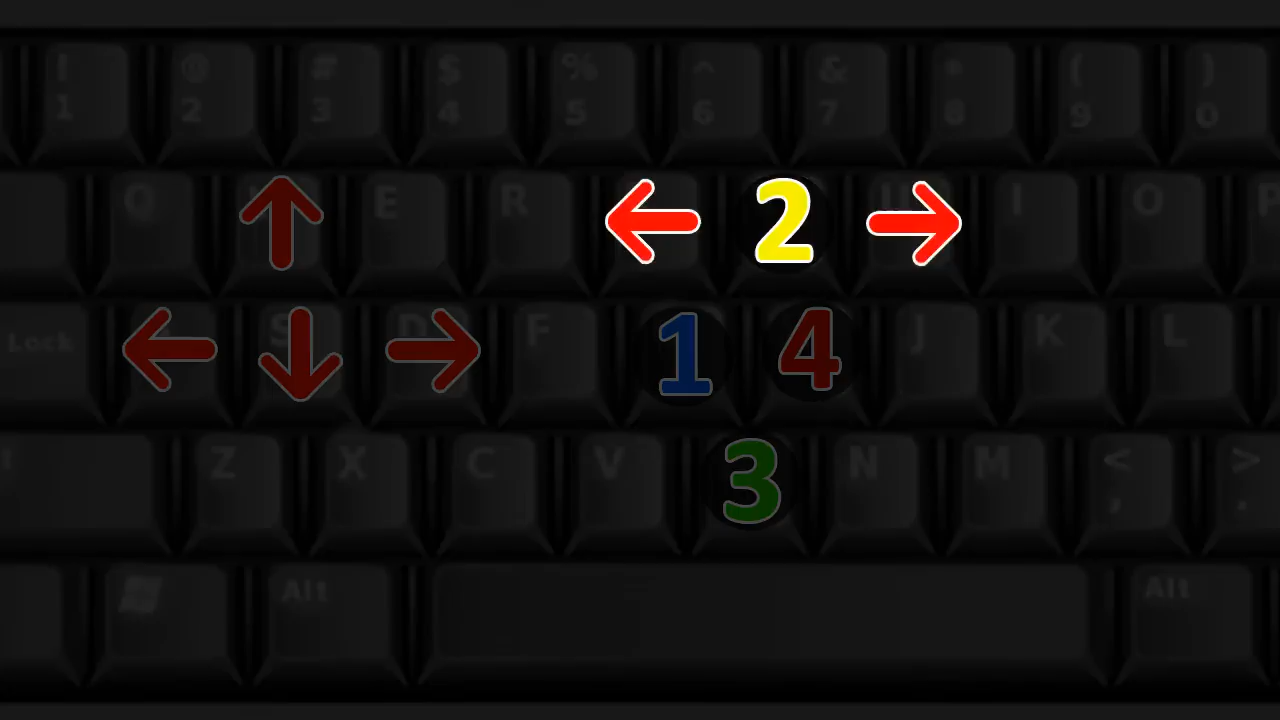 ! @ # $ % ^ & * ( )
1 2 3 4 5 6 7 8 9 0
Q E R 2 U I O P
Lock S D F 1 4 J K L
Z X C V 3 N M < >
, .
Alt Alt